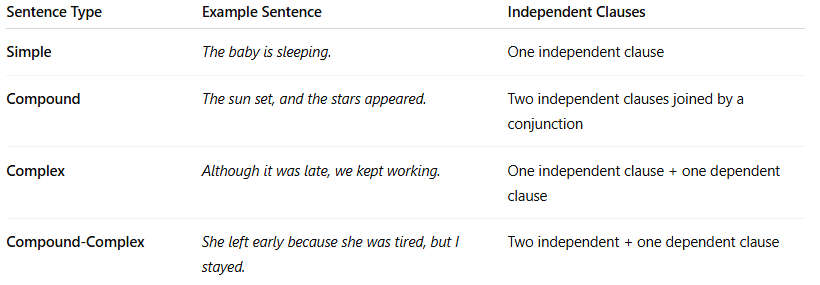 Sentence Type Example Sentence Independent Clauses
Simple The baby is sleeping. One independent clause
Compound The sun set, and the stars appeared. Two independent clauses joined by a
conjunction
Complex Although it was late, we kept working. One independent clause + one dependent
clause
Compound-Complex She left early because she was tired, but I Two independent + one dependent clause
stayed.